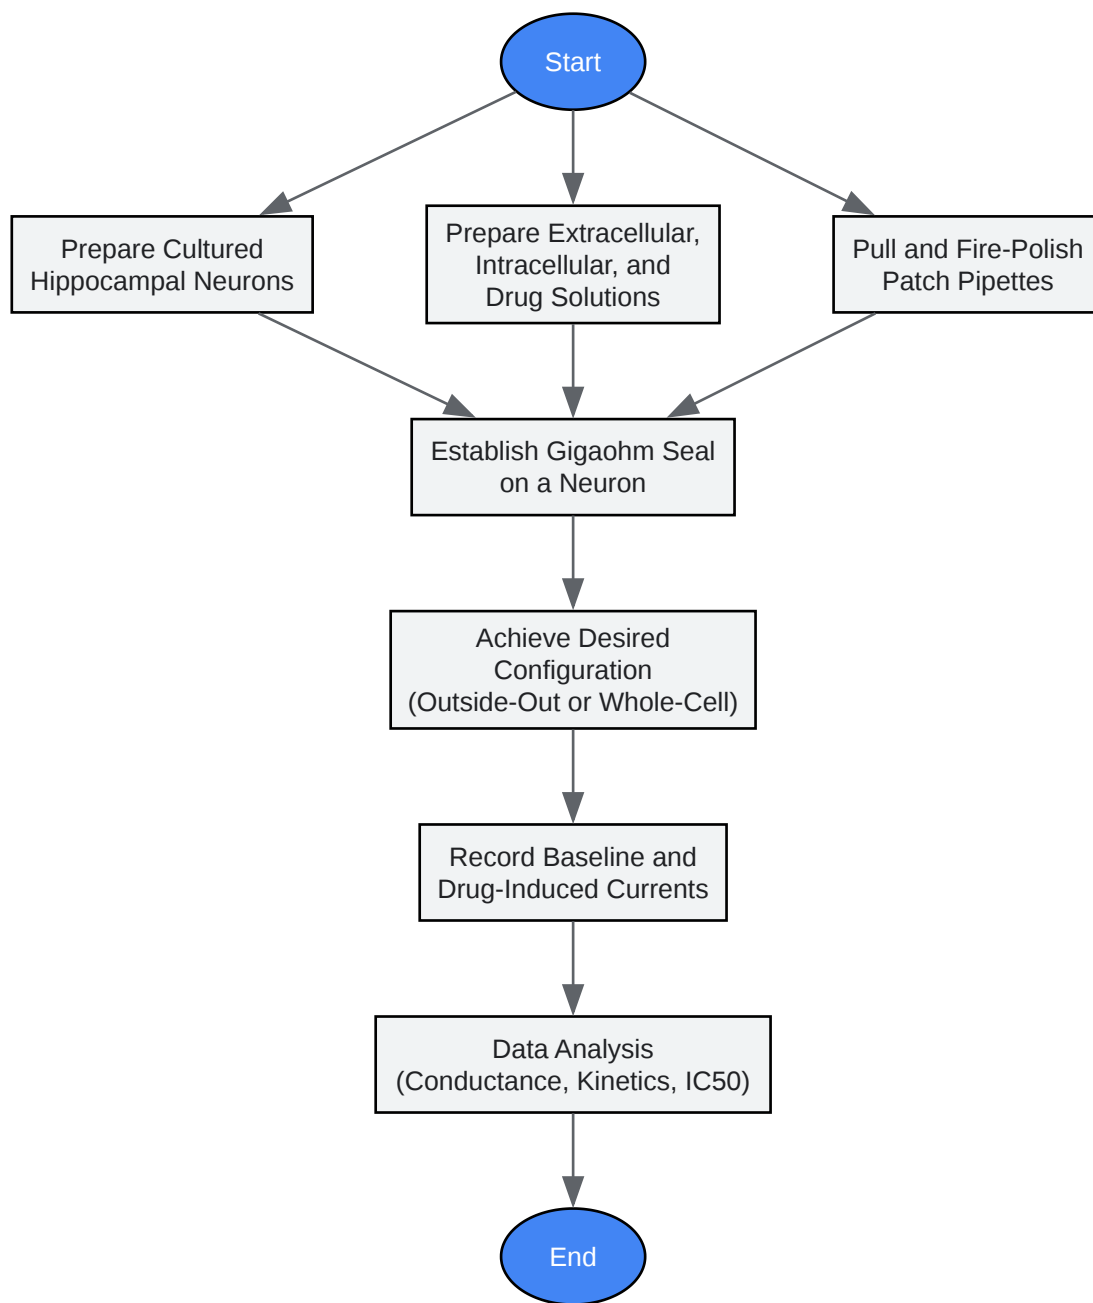 Start
Prepare Cultured
Hippocampal Neurons
Prepare Extracellular,
Intracellular, and
Drug Solutions
Pull and Fire-Polish
Patch Pipettes
Establish Gigaohm Seal
on a Neuron
Achieve Desired
Configuration
(Outside-Out or Whole-Cell)
Record Baseline and
Drug-Induced Currents
Data Analysis
(Conductance, Kinetics, IC50)
End